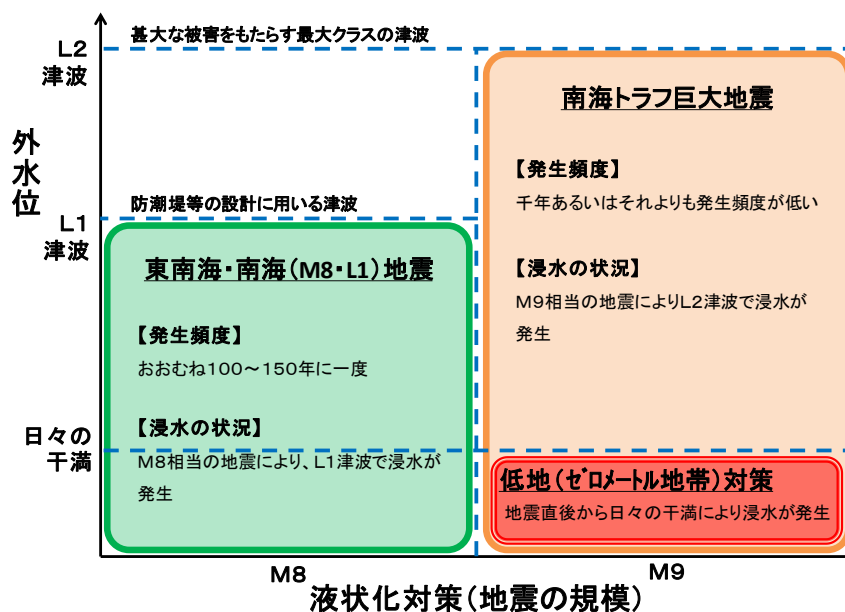 甚大な被害をもたらす最大クラスの津波
L2
津波
南海トラフ巨大地震
【発生頻度】
千年あるいはそれよりも発生頻度が低い
【浸水の状況】
M9相当の地震によりL2津波で浸水が
発生
外水位
防潮堤等の設計に用いる津波
L1
津波
東南海・南海(M8・L1)地震
【発生頻度】
おおむね100～150年に一度
【浸水の状況】
M8相当の地震により、L1津波で浸水が
発生
日々の
干満
低地(ｾﾞﾛﾒｰﾄﾙ地帯)対策
地震直後から日々の干満により浸水が発生
M8
M9
液状化対策(地震の規模)